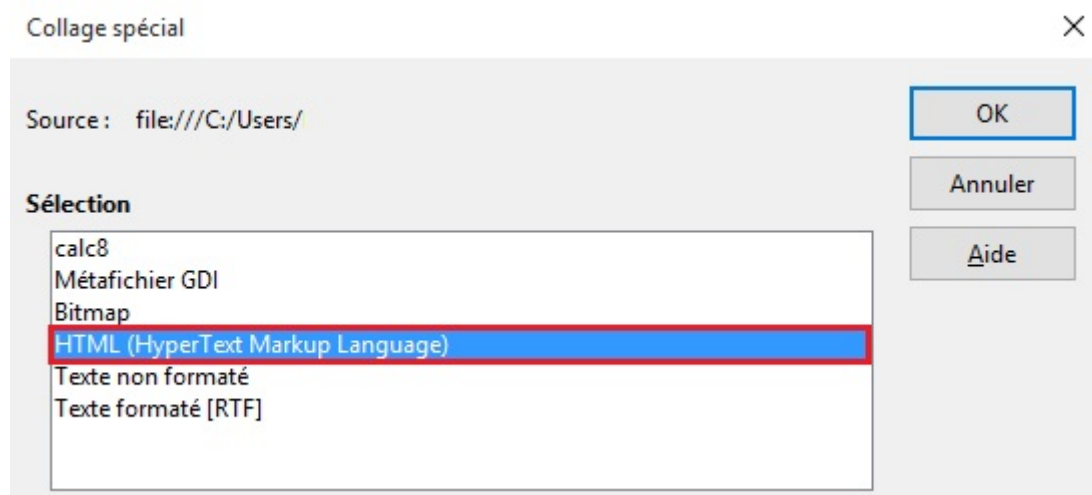 Collage spécial
Source : file:///C:/Users/
OK
Annuler
Aide
Sélection
calc8
Métafichier GDI
Bitmap
HTML (HyperText Markup Language)
Texte non formaté
Texte formaté [RTF]